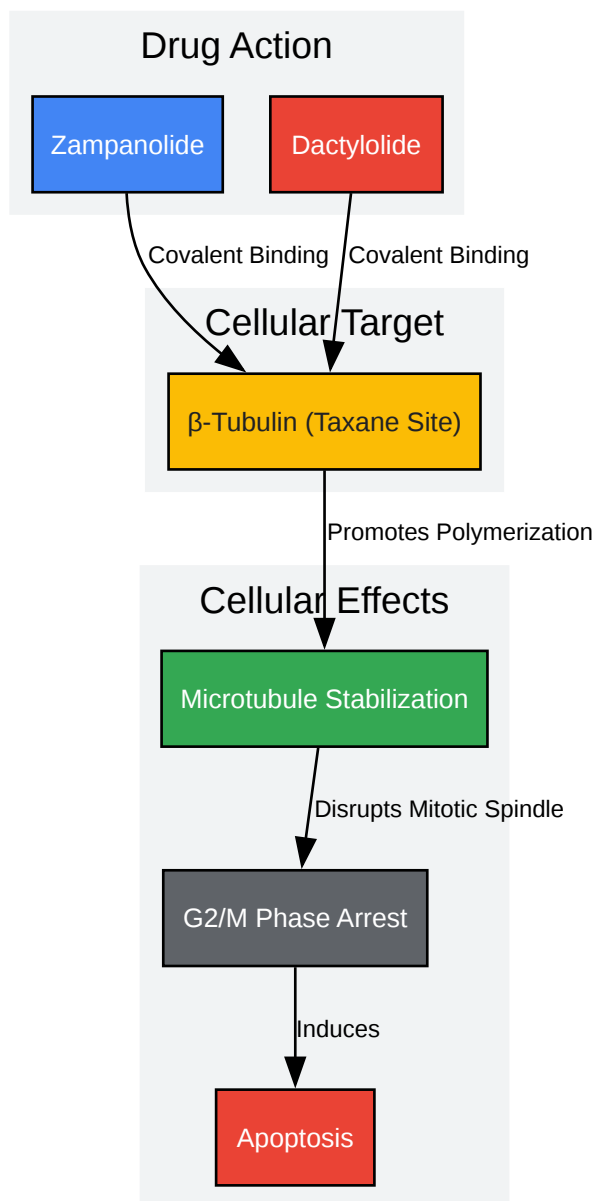 Drug Action
Zampanolide
Dactylolide
Covalent Binding
Covalent Binding
Cellular Target
β-Tubulin (Taxane Site)
Promotes Polymerization
Cellular Effects
Microtubule Stabilization
Disrupts Mitotic Spindle
G2/M Phase Arrest
Induces
Apoptosis